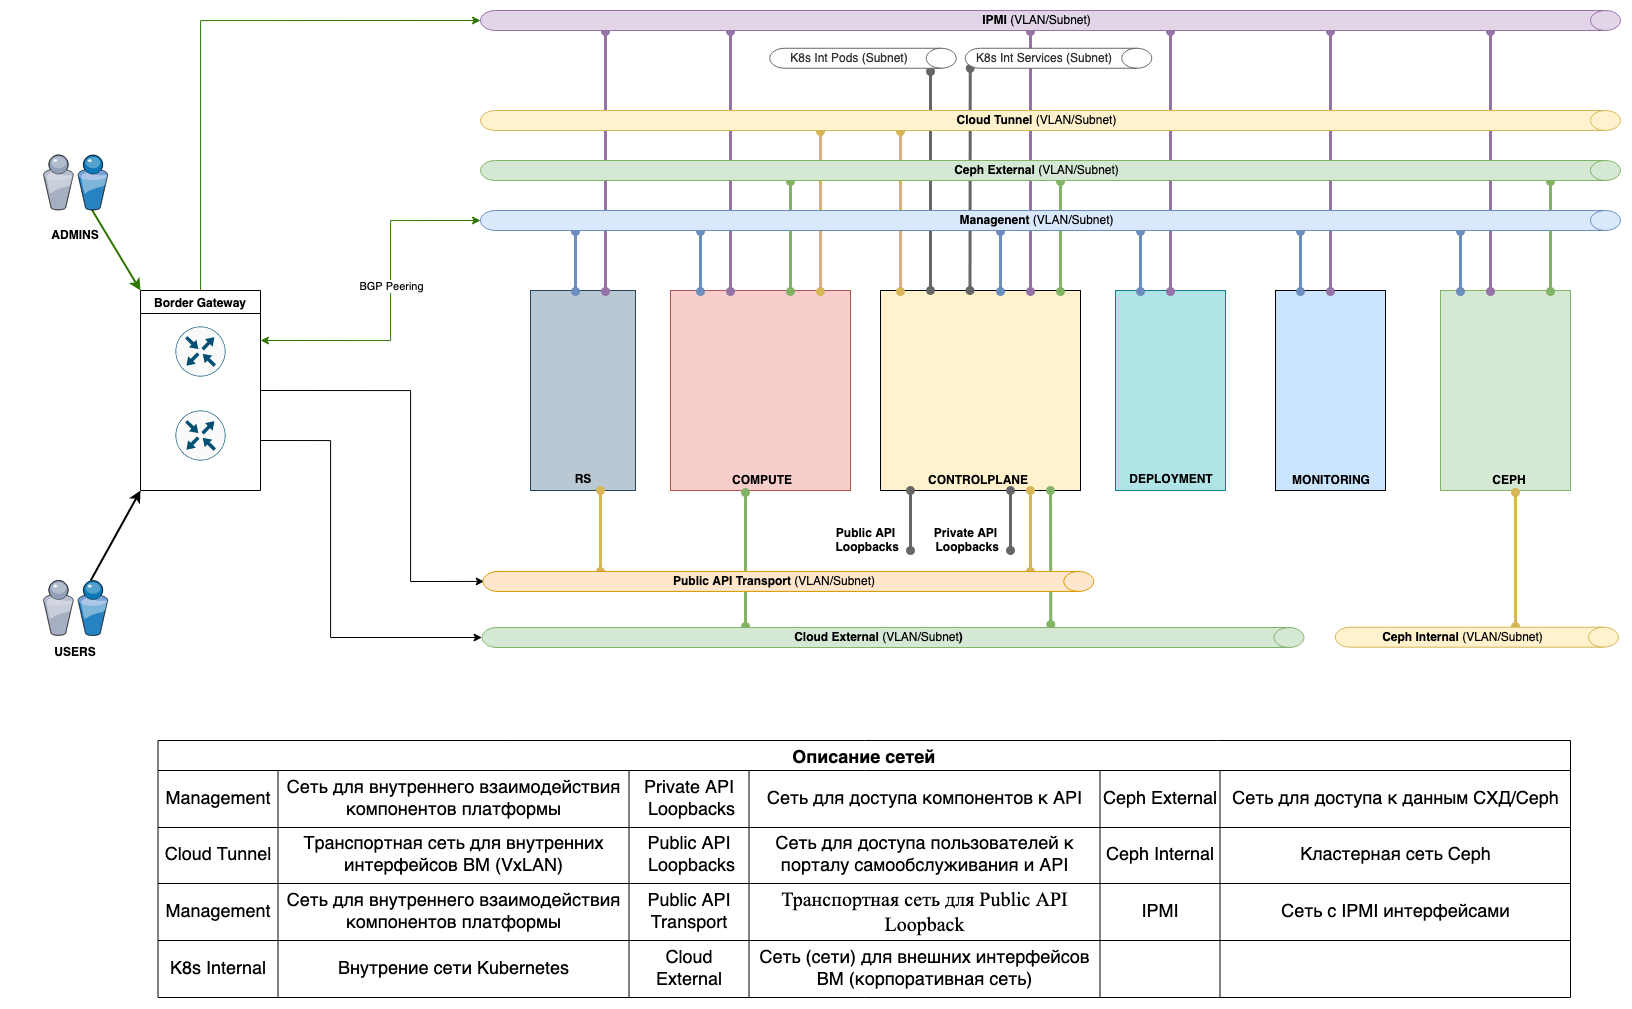 IPMI (VLAN/Subnet)
K8s Int Pods (Subnet)
K8s Int Services (Subnet)
Cloud Tunnel (VLAN/Subnet)
Ceph External (VLAN/Subnet)
Managenent (VLAN/Subnet)
ADMINS
BGP Peering
Border Gateway
RS
COMPUTE
CONTROLPLANE
DEPLOYMENT
MONITORING
CEPH
Public API
Loopbacks
Private API
Loopbacks
Public API Transport (VLAN/Subnet)
Cloud External (VLAN/Subnet)
Ceph Internal (VLAN/Subnet)
USERS
Описание сетей
Management
Сеть для внутреннего взаимодействия
компонентов платформы
Private API
Loopbacks
Сеть для доступа компонентов к API
Ceph External
Сеть для доступа к данным СХД/Ceph
Cloud Tunnel
Транспортная сеть для внутренних
интерфейсов ВМ (VxLAN)
Public API
Loopbacks
Сеть для доступа пользователей к
порталу самообслуживания и API
Ceph Internal
Кластерная сеть Ceph
Management
Сеть для внутреннего взаимодействия
компонентов платформы
Public API
Transport
Транспортная сеть для Public API
Loopback
IPMI
Сеть с IPMI интерфейсами
K8s Internal
Внутрение сети Kubernetes
Cloud
External
Сеть (сети) для внешних интерфейсов
ВМ (корпоративная сеть)